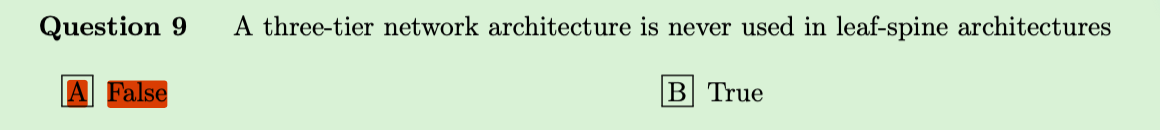 Question 9 A three-tier network architecture is never used in leaf-spine architectures
A False B True